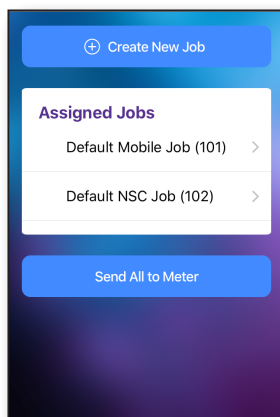 Create New Job
Assigned Jobs
Default Mobile Job (101)
Default NSC Job (102)
Send All to Meter